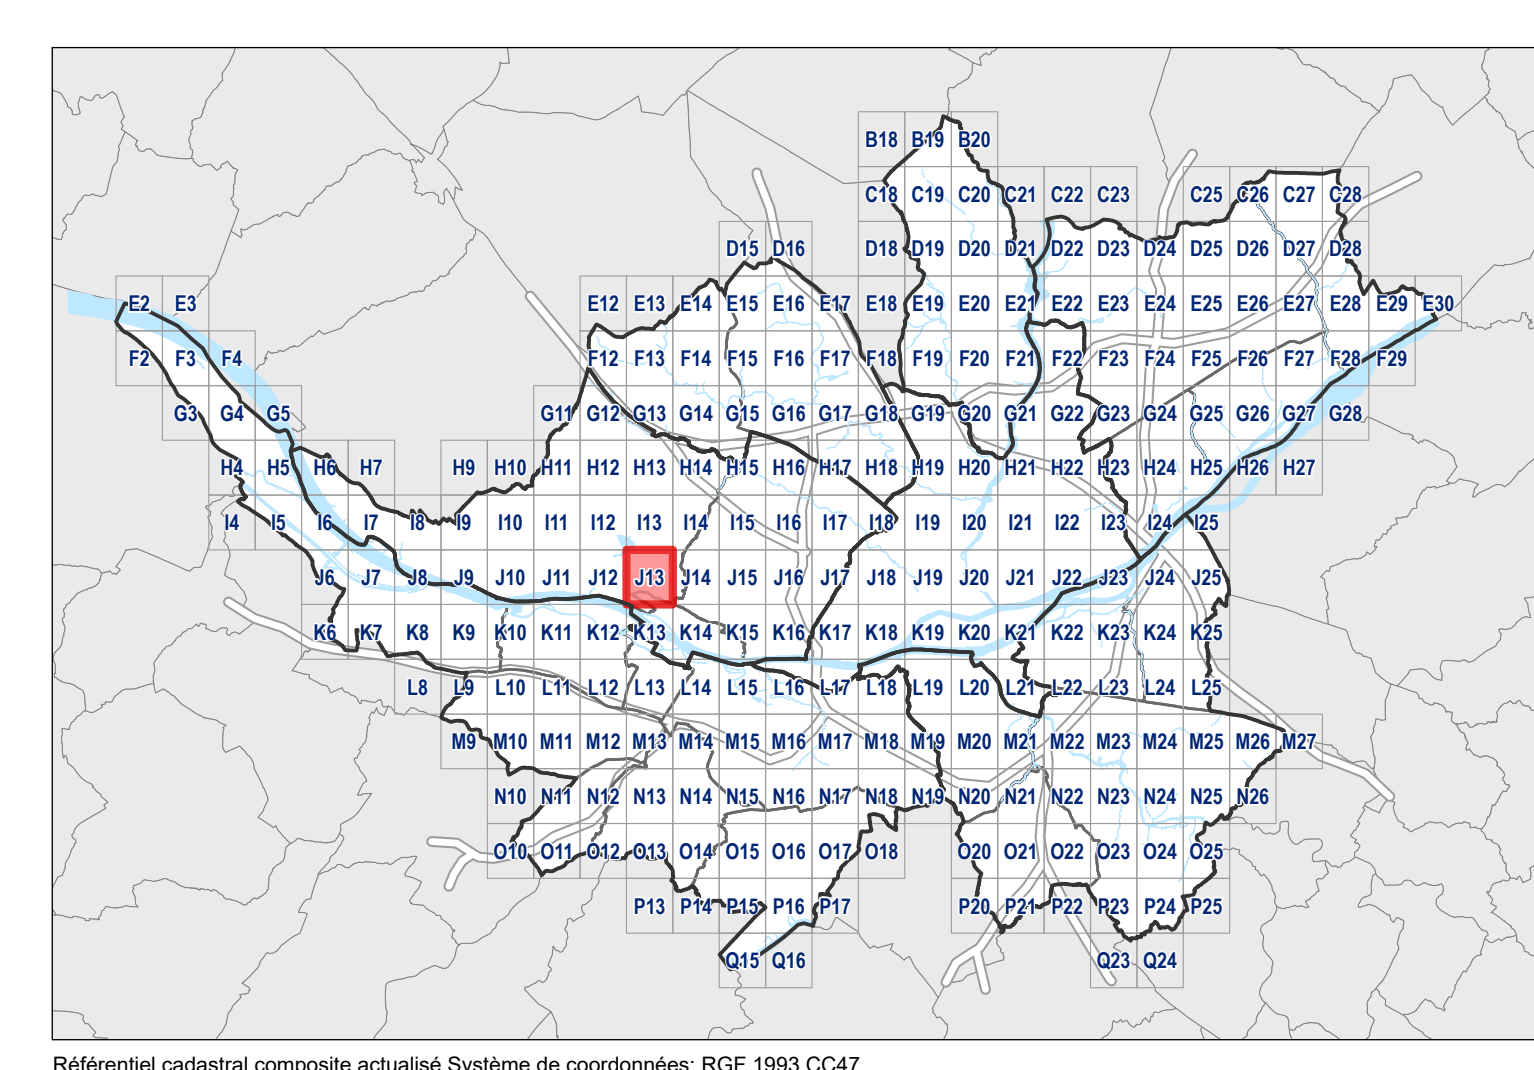 B18 B19 B20
C18 C19 C20 C21 C22 C23 C25 C26 C27 C28
D15 D16 D18 D19 D20 D21 D22 D23 D24 D25 D26 D27 D28
E2 E3 E12 E13 E14 E15 E16 E17 E18 E19 E20 E21 E22 E23 E24 E25 E26 E27 E28 E29 E30
F2 F3 F4 F12 F13 F14 F15 F16 F17 F18 F19 F20 F21 F22 F23 F24 F25 F26 F27 F28 F29
G3 G4 G5 G11 G12 G13 G14 G15 G16 G17 G18 G19 G20 G21 G22 G23 G24 G25 G26 G27 G28
H4 H5 H6 H7 H9 H10 H11 H12 H13 H14 H15 H16 H17 H18 H19 H20 H21 H22 H23 H24 H25 H26 H27
I4 I5 I6 I7 I8 I9 I10 I11 I12 I13 I14 I15 I16 I17 I18 I19 I20 I21 I22 I23 I24 I25
J6 J7 J8 J9 J10 J11 J12 J13 J14 J15 J16 J17 J18 J19 J20 J21 J22 J23 J24 J25
K6 K7 K8 K9 K10 K11 K12 K13 K14 K15 K16 K17 K18 K19 K20 K21 K22 K23 K24 K25
L8 L9 L10 L11 L12 L13 L14 L15 L16 L17 L18 L19 L20 L21 L22 L23 L24 L25
M9 M10 M11 M12 M13 M14 M15 M16 M17 M18 M19 M20 M21 M22 M23 M24 M25 M26 M27
N10 N11 N12 N13 N14 N15 N16 N17 N18 N19 N20 N21 N22 N23 N24 N25 N26
O10 O11 O12 O13 O14 O15 O16 O17 O18 O20 O21 O22 O23 O24 O25
P13 P14 P15 P16 P17 P20 P21 P22 P23 P24 P25
Q15 Q16 Q23 Q24
Référentiel cadastral composite actualisé Système de coordonnées: RGF 1993 CC47